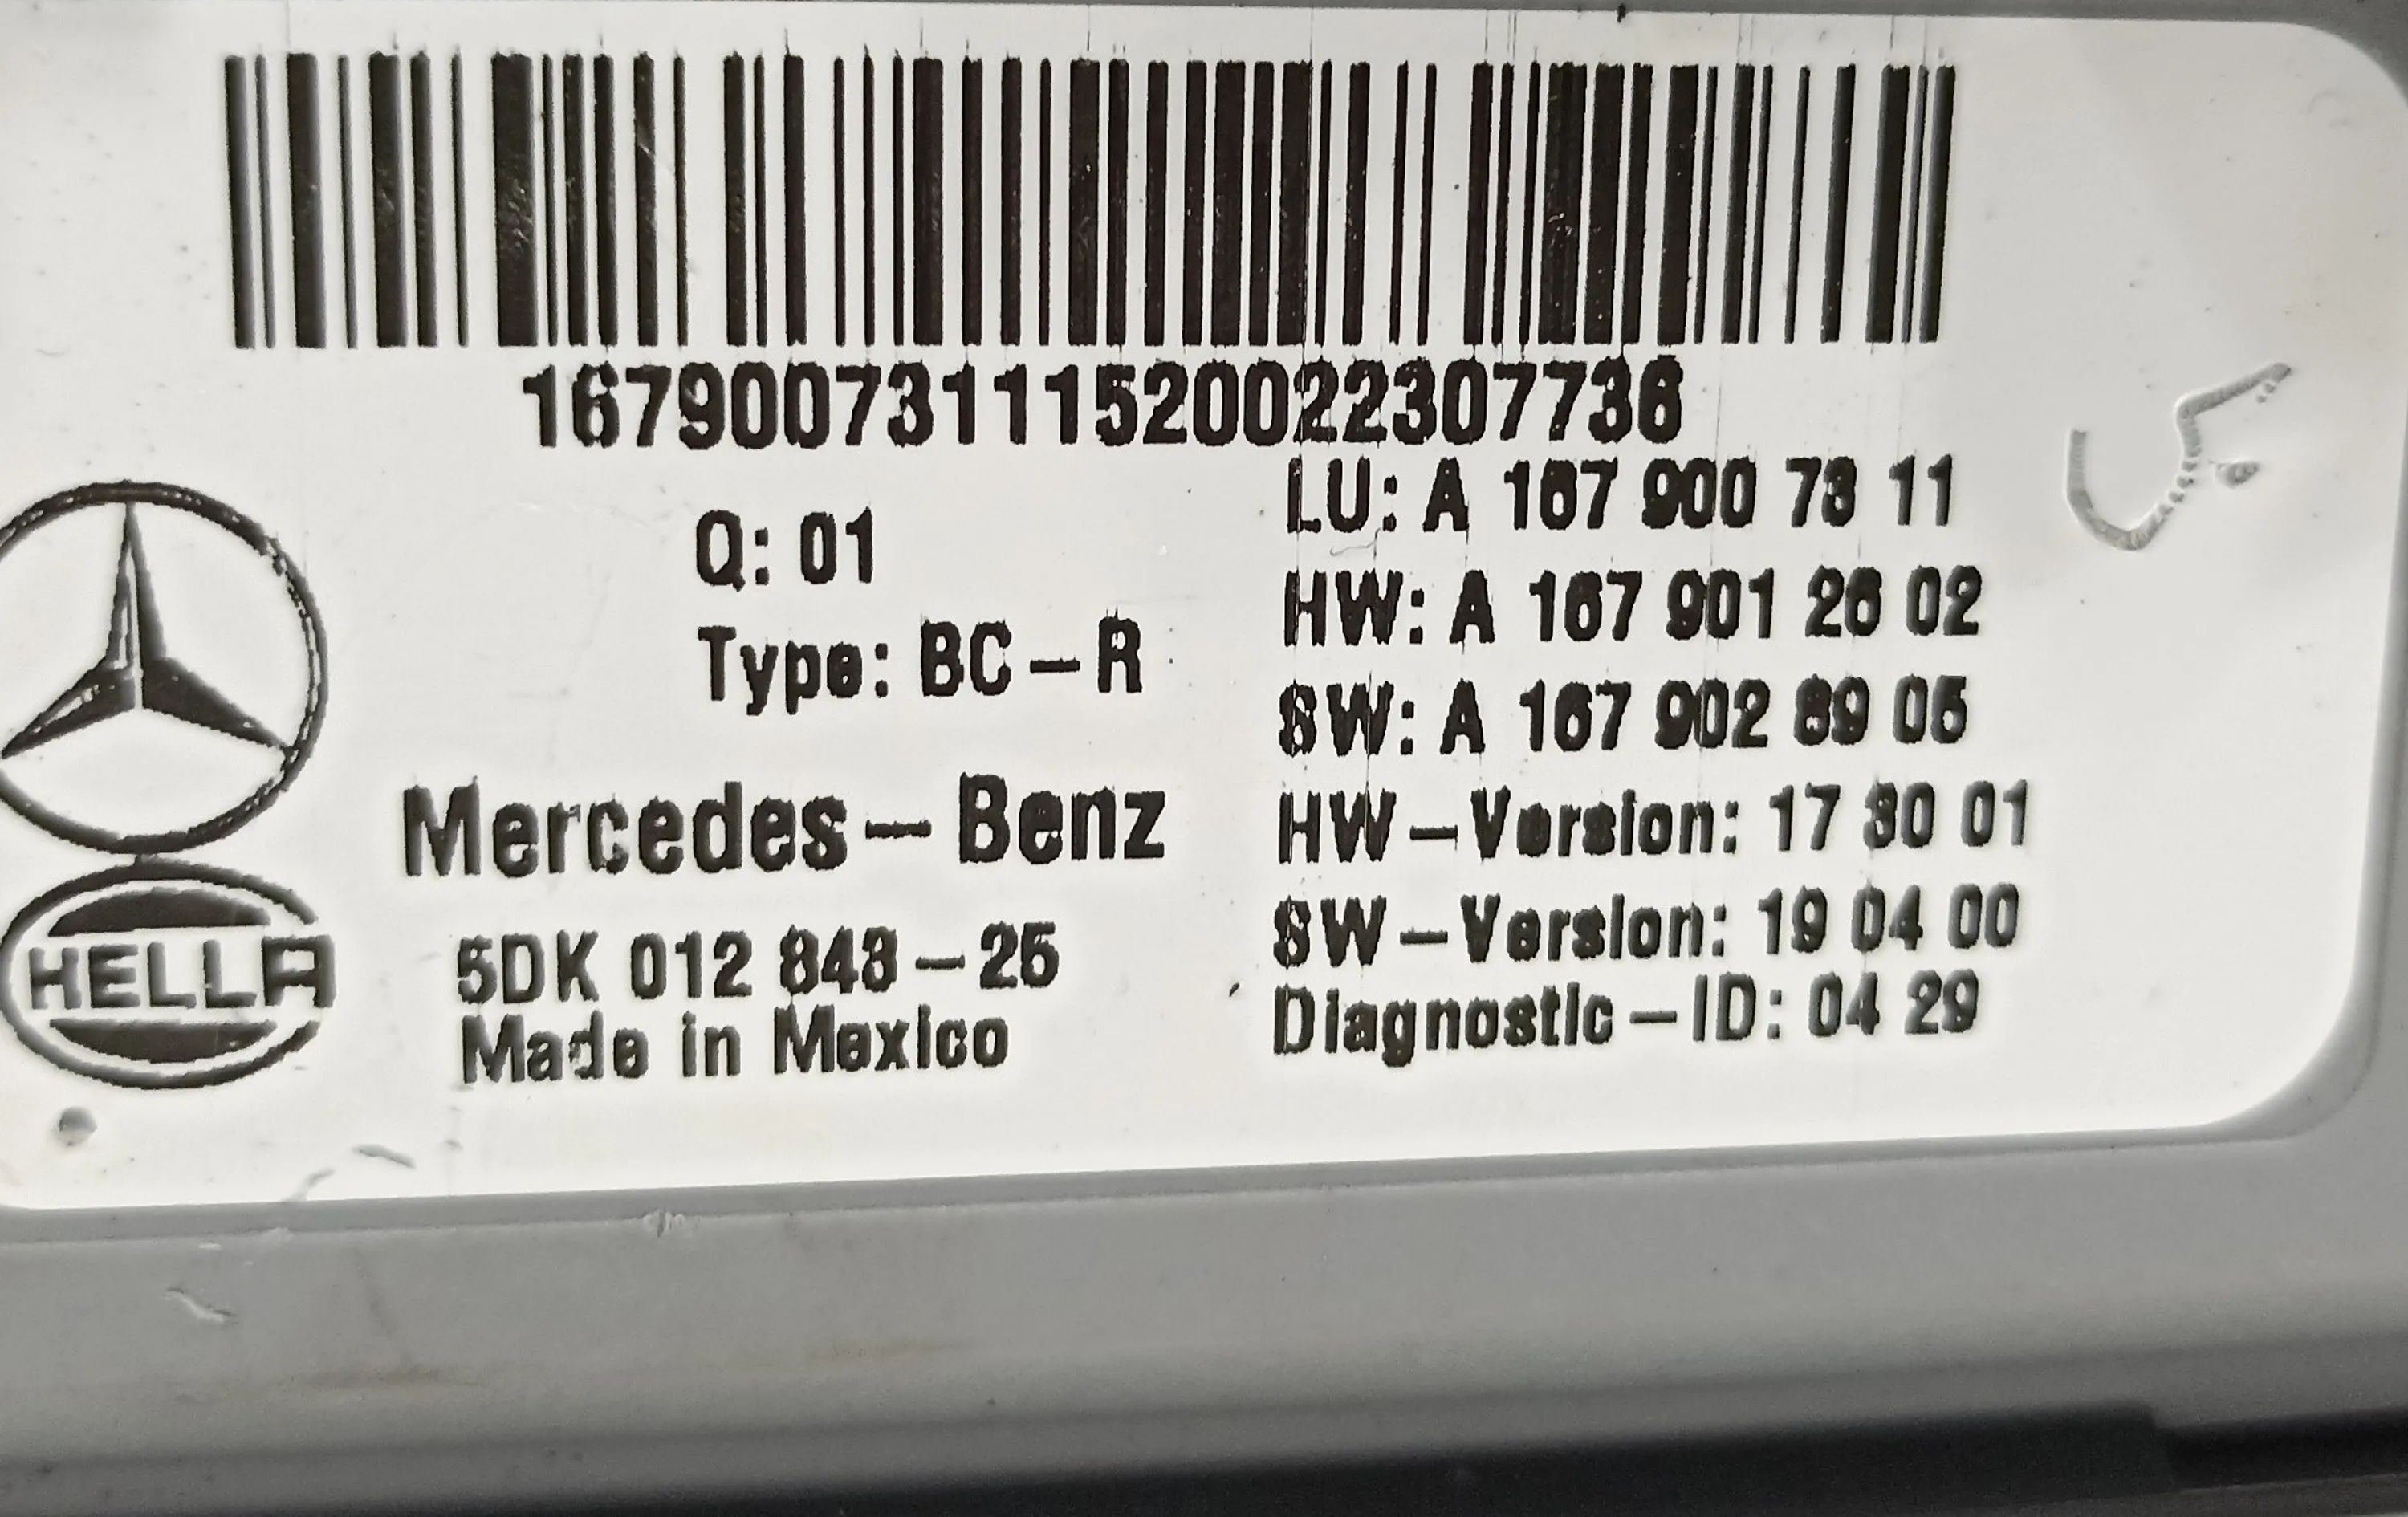 16790073111520022307736
LU: A 167 900 73 11
Q: 01
HW: A 167 901 26 02
Type: BC-R
SW: A 167 902 89 05
Mercedes-Benz
HW-Version: 17 30 01
HELLA
5DK 012 843-25
SW-Version: 19 04 00
Made in Mexico
Diagnostic-ID: 04 29